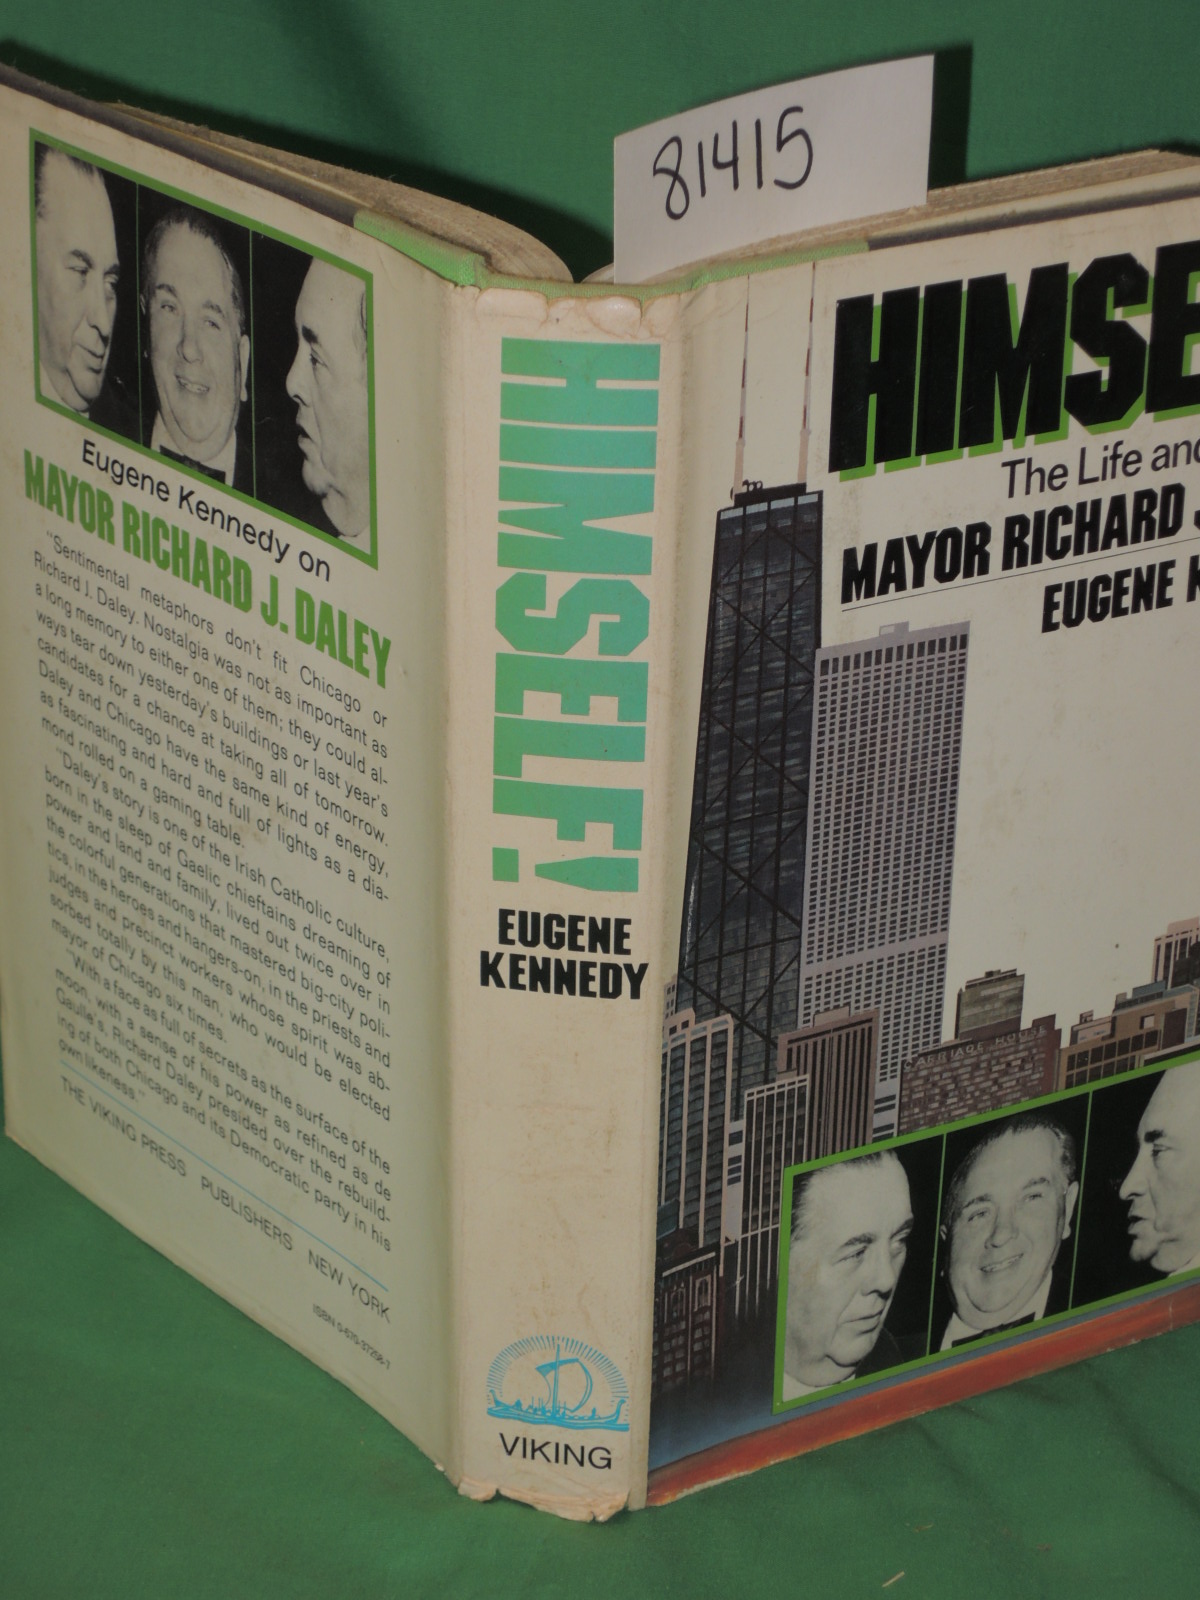 81415
Eugene Kennedy on
MAYOR RICHARD J. DALEY
"Sentimental metaphors don't fit Chicago or
Richard J. Daley. Nostalgia was not as important as
a long memory to either one of them; they could al-
ways tear down yesterday's buildings or last year's
candidates for a chance at taking all of tomorrow.
Daley and Chicago have the same kind of energy,
as fascinating and hard and full of lights as a dia-
mond rolled on a gaming table.
"Daley's story is one of the Irish Catholic culture,
born in the sleep of Gaelic chieftains dreaming of
power and land and family, lived out twice over in
the colorful generations that mastered big-city poli-
tics, in the heroes and hangers-on, in the priests and
judges and precinct workers whose spirit was ab-
sorbed totally by this man, who would be elected
mayor of Chicago six times.
"With a face as full of secrets as the surface of the
moon, with a sense of his power as refined as de
Gaulle's, Richard Daley presided over the rebuild-
ing of both Chicago and its Democratic party in his
own likeness."
THE VIKING PRESS PUBLISHERS NEW YORK
ISBN 0-670-37258-7
HIMSELF!
EUGENE
KENNEDY
VIKING
HIMSE
The Life and
MAYOR RICHARD J
EUGENE K
CARRIAGE HOUSE